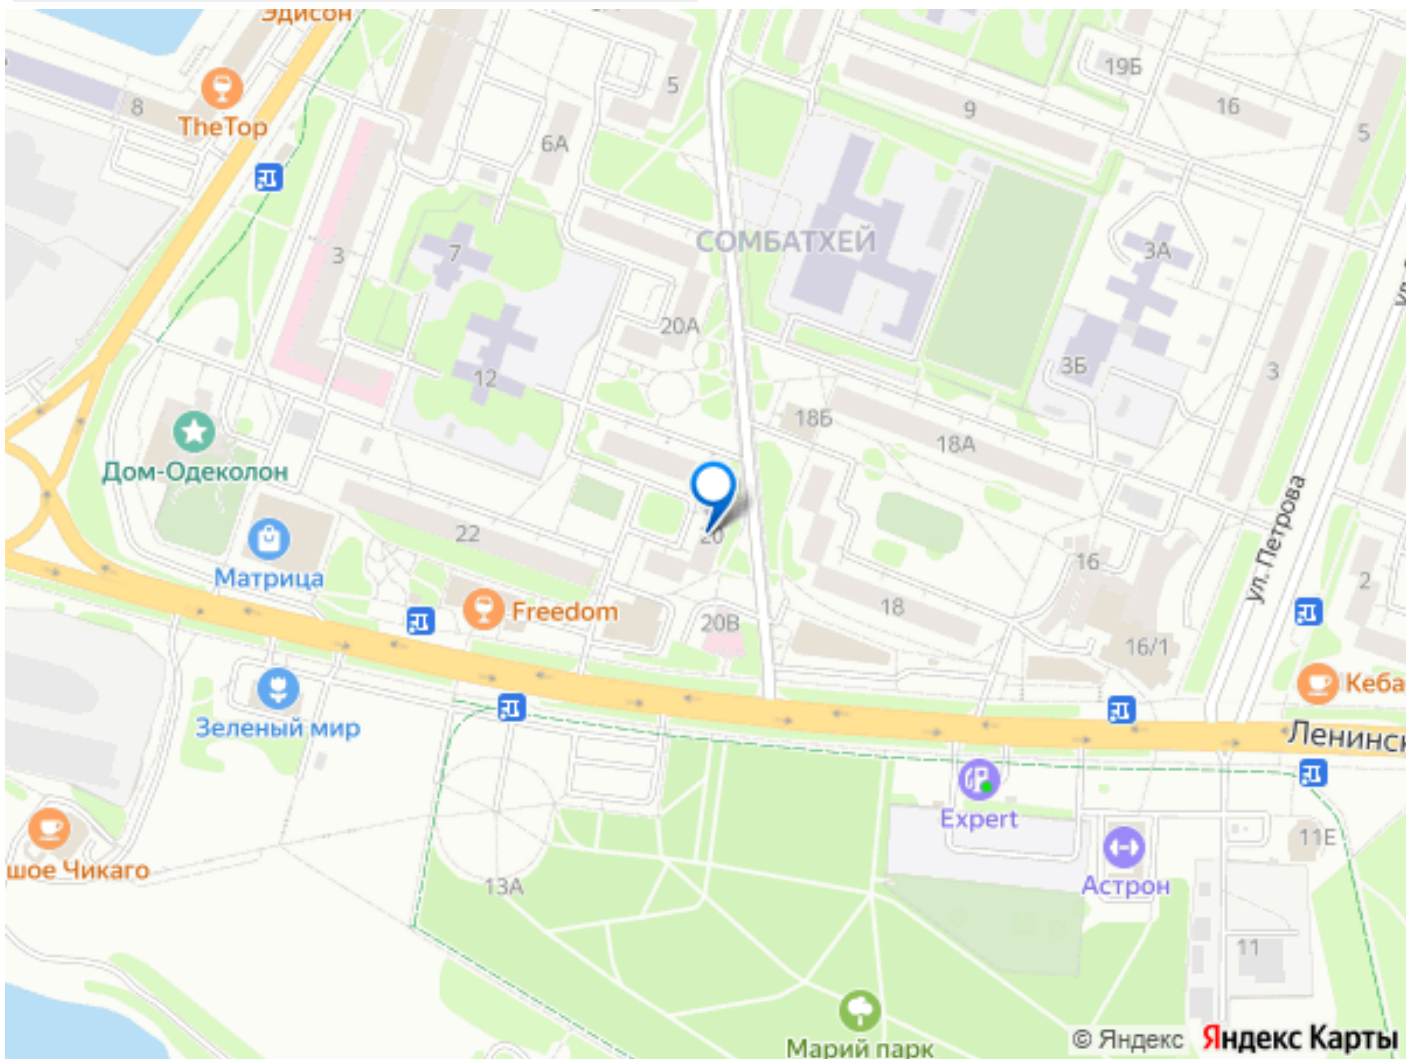 Эдисон
19Б
5
9
16
8
TheTop
5
6А
СОМБАТХЕЙ
7
3
3А
20А
3Б
3
12
18Б
18А
Дом-Одеколон
ул. Петрова
22
20
Матрица
16
2
Freedom
18
20В
16/1
Кеба
Зеленый мир
Ленинск
Expert
11Е
шое Чикаго
13А
Астрон
11
Марий парк
© Яндекс Яндекс Карты